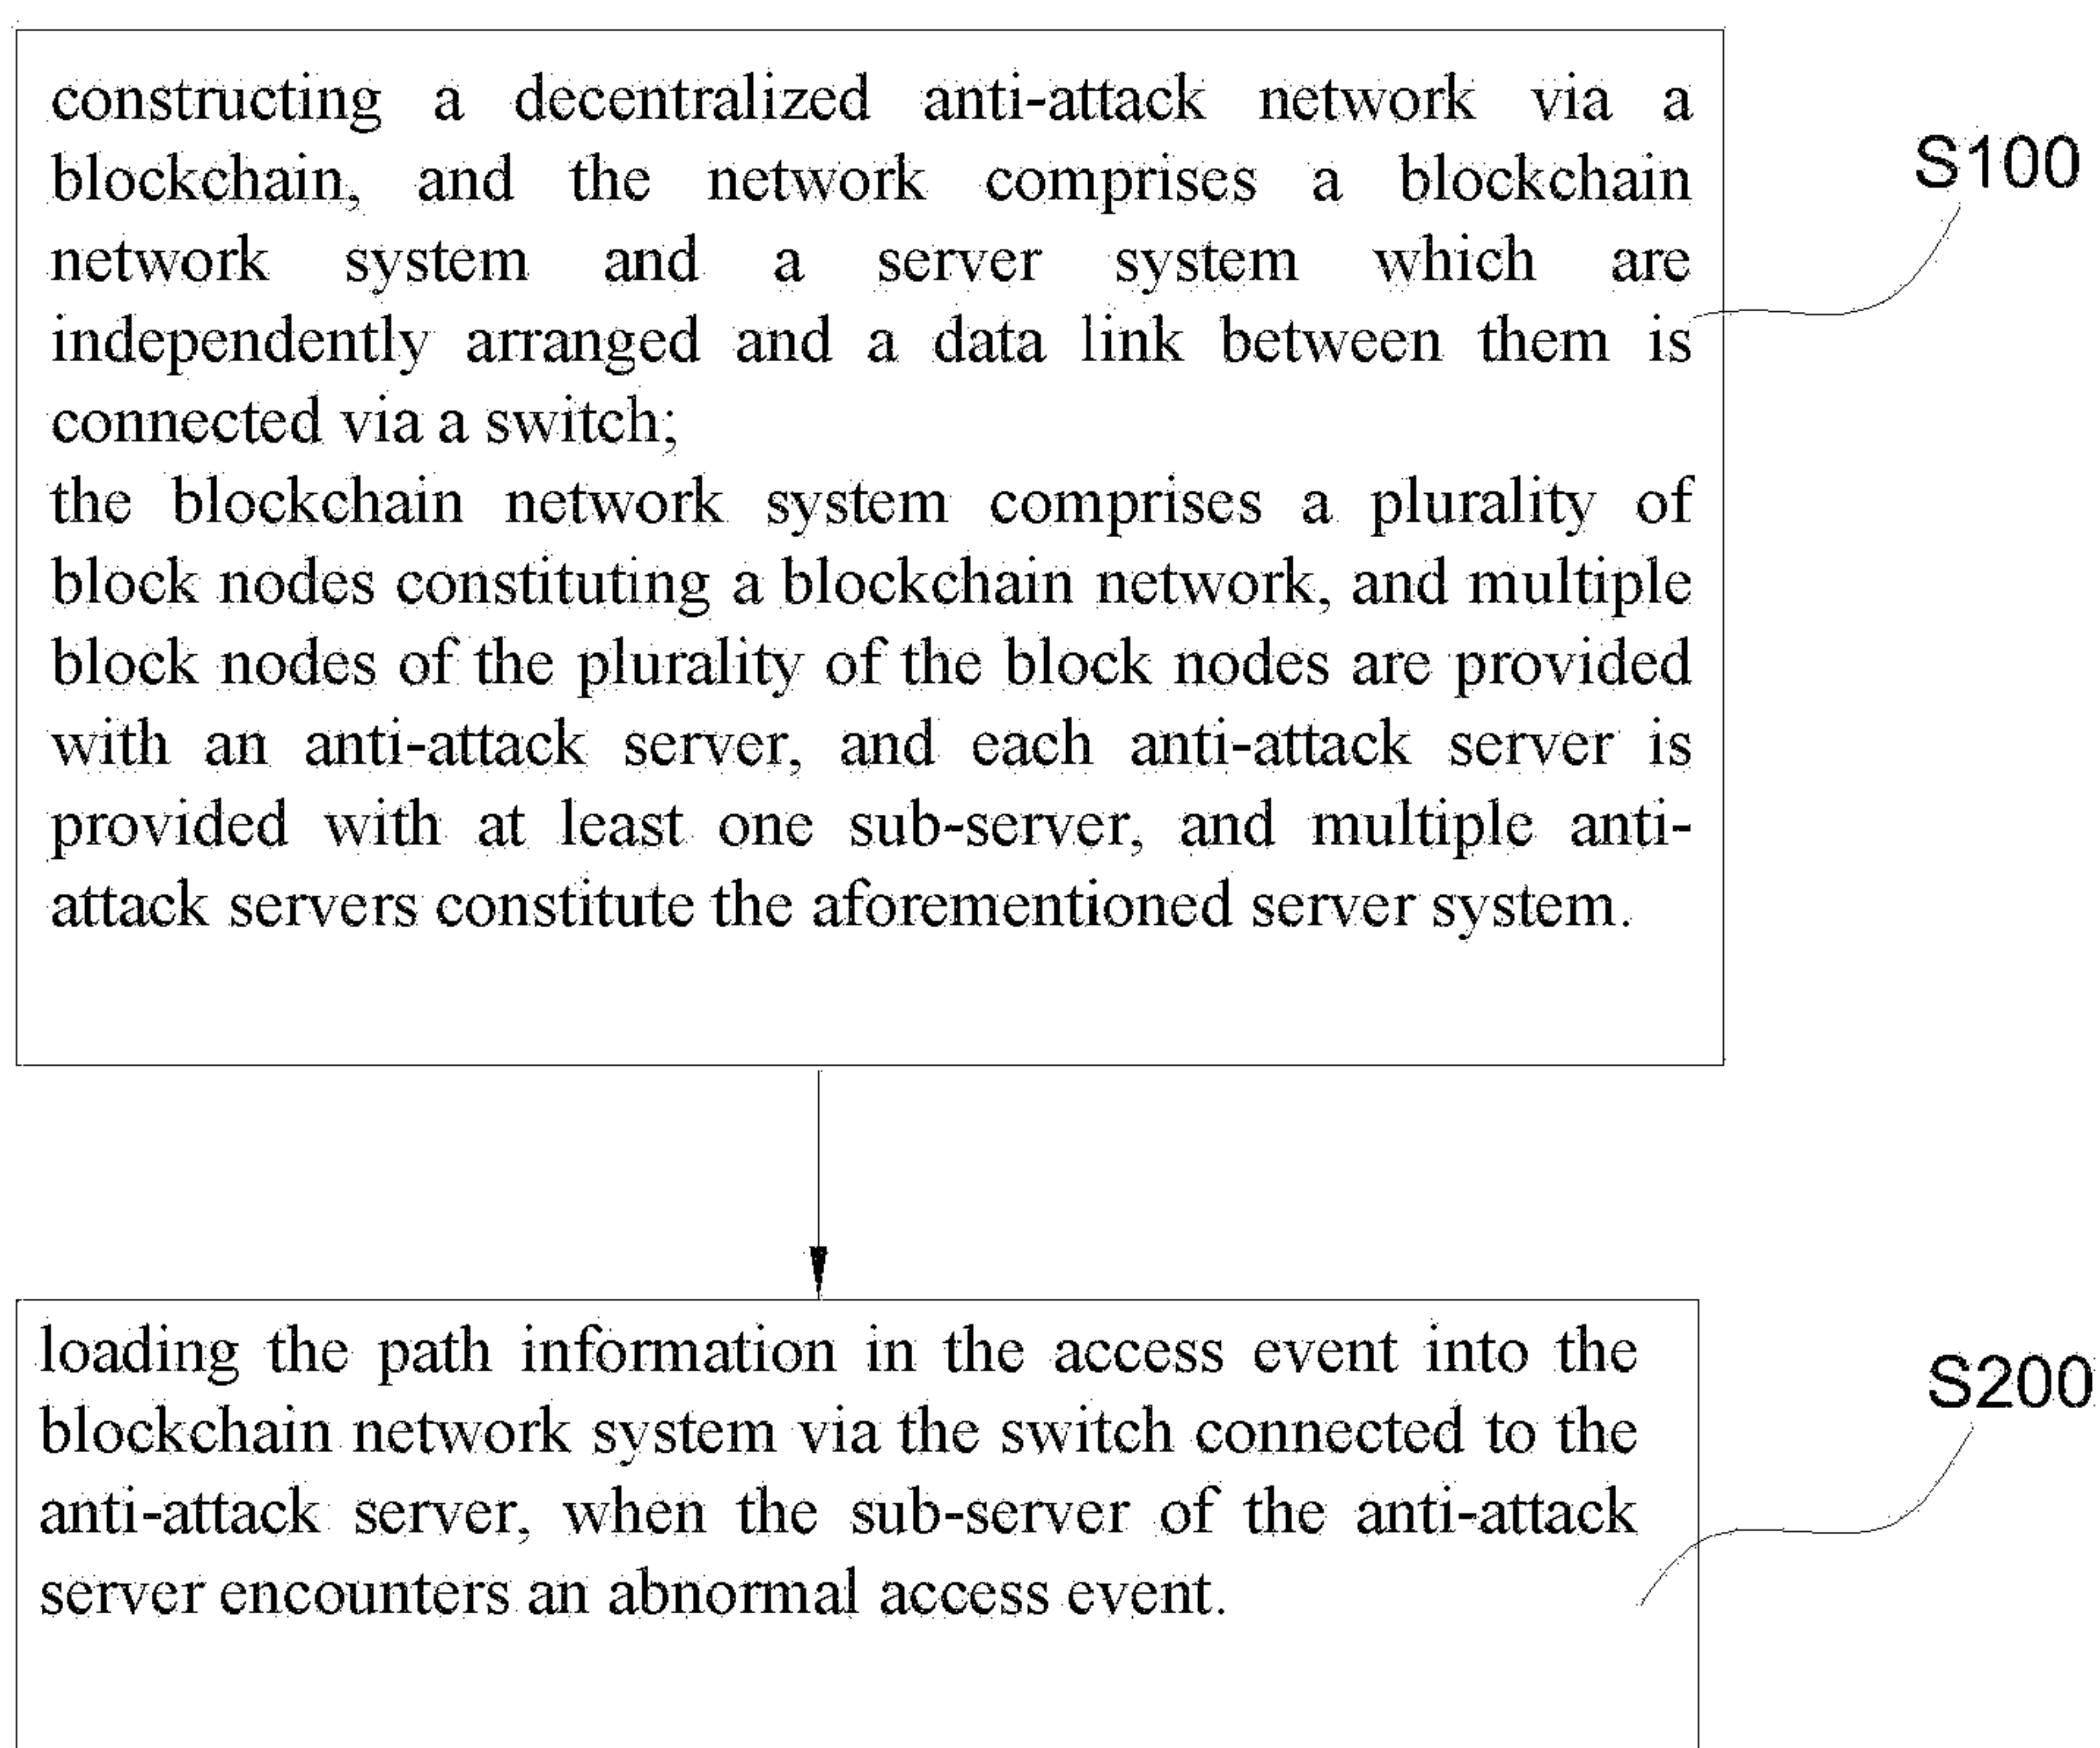 constructing a decentralized anti-attack network via a
blockchain, and the network comprises a blockchain
network system and a server system which are
independently arranged and a data link between them is
connected via a switch;
the blockchain network system comprises a plurality of
block nodes constituting a blockchain network, and multiple
block nodes of the plurality of the block nodes are provided
with an anti-attack server, and each anti-attack server is
provided with at least one sub-server, and multiple anti-
attack servers constitute the aforementioned server system.
S100
loading the path information in the access event into the
blockchain network system via the switch connected to the
anti-attack server, when the sub-server of the anti-attack
server encounters an abnormal access event.
S200